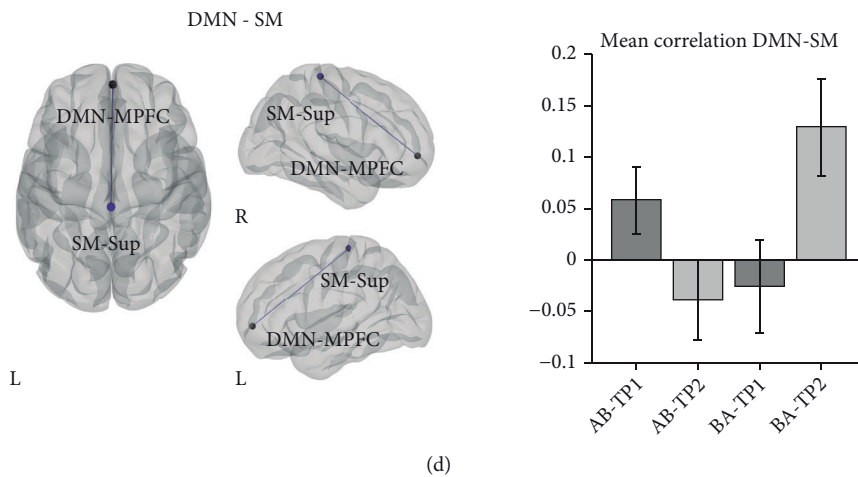 DMN - SM
DMN-MPFC
SM-Sup
L
SM-Sup
DMN-MPFC
R
SM-Sup
DMN-MPFC
L
Mean correlation DMN-SM
0.2
0.15
0.1
0.05
0
−0.05
−0.1
AB-TP1
AB-TP2
BA-TP1
BA-TP2
(d)